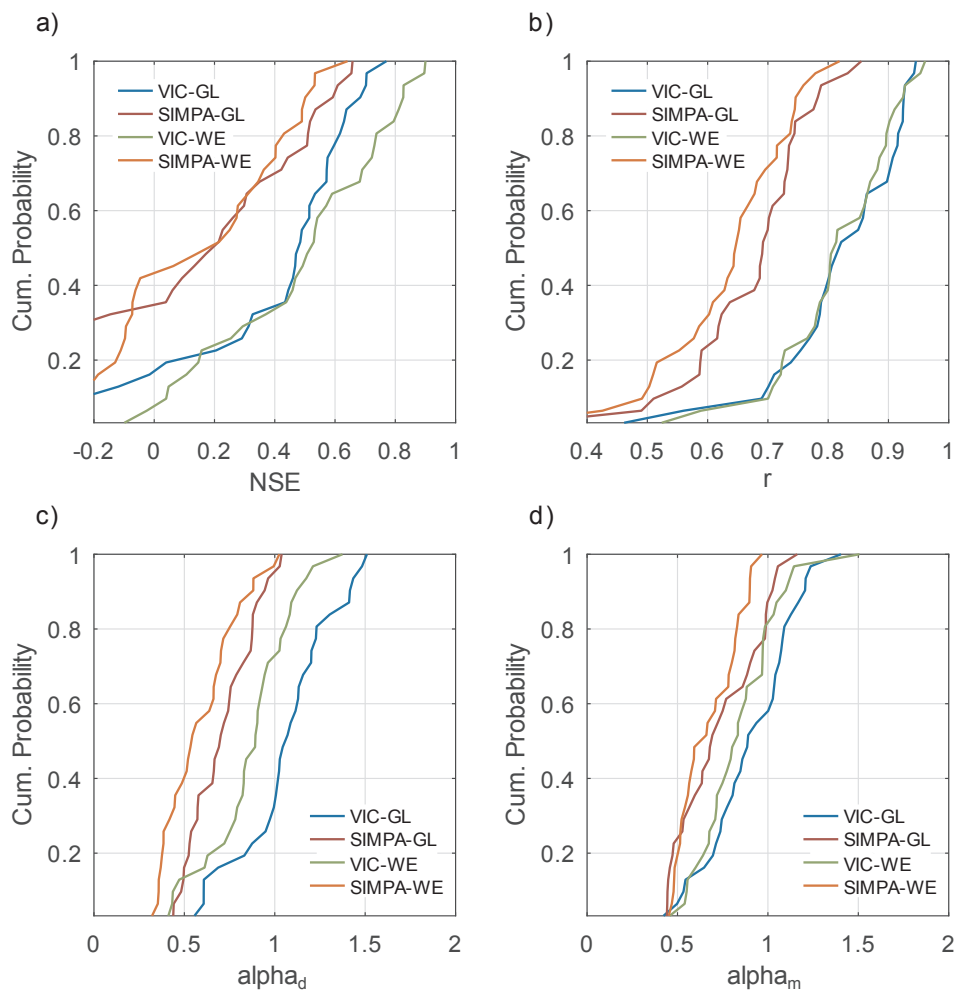 a)
1
0.8
0.6
0.4
0.2
Cum. Probability
VIC-GL
SIMPA-GL
VIC-WE
SIMPA-WE
-0.2 0 0.2 0.4 0.6 0.8 1
NSE
b)
1
0.8
0.6
0.4
0.2
Cum. Probability
VIC-GL
SIMPA-GL
VIC-WE
SIMPA-WE
0.4 0.5 0.6 0.7 0.8 0.9 1
r
c)
1
0.8
0.6
0.4
0.2
Cum. Probability
VIC-GL
SIMPA-GL
VIC-WE
SIMPA-WE
0 0.5 1 1.5 2
alpha_d
d)
1
0.8
0.6
0.4
0.2
Cum. Probability
VIC-GL
SIMPA-GL
VIC-WE
SIMPA-WE
0 0.5 1 1.5 2
alpha_m